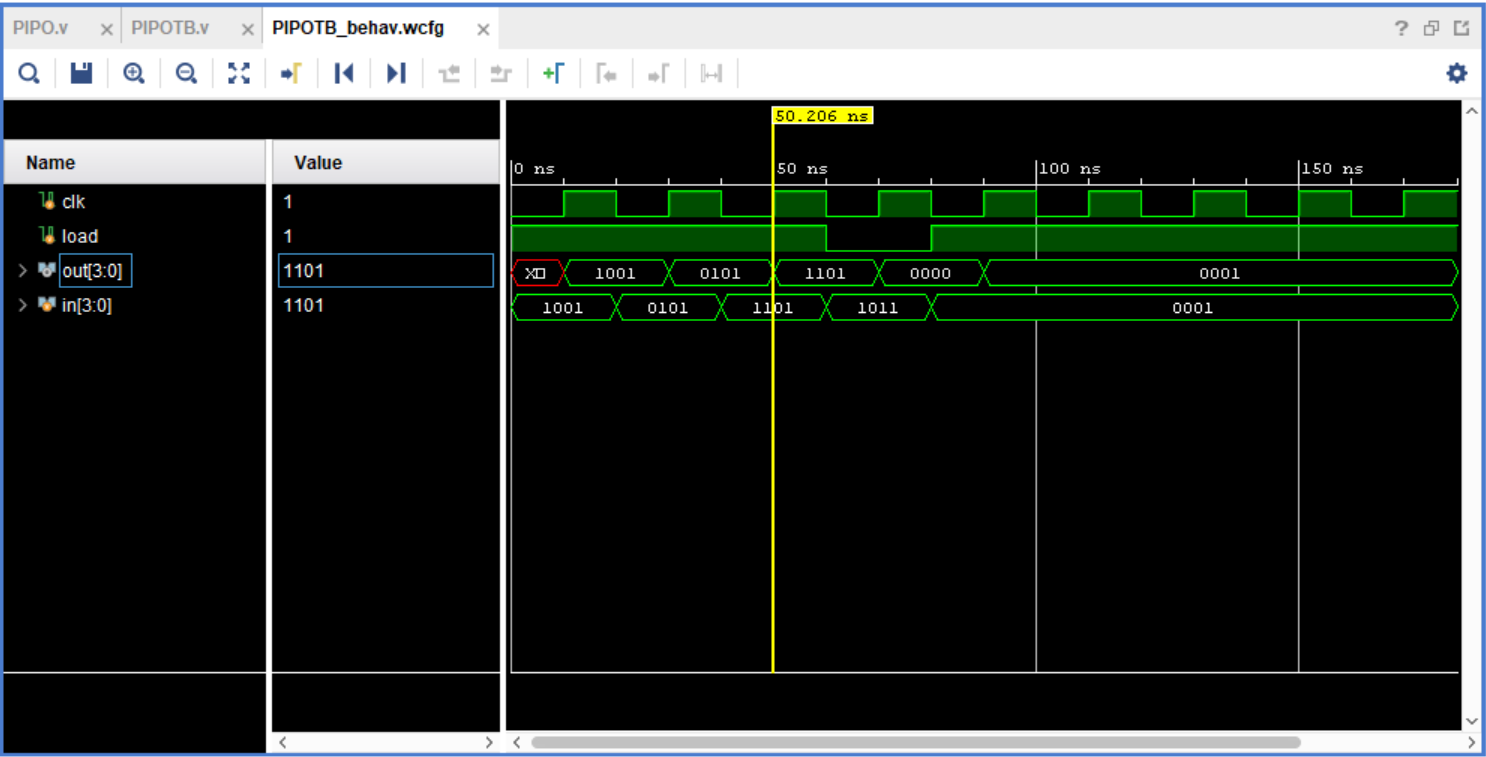 PIPO.v PIPOTB.v PIPOTB_behav.wcfg
50.206 ns
Name Value 0 ns 50 ns 100 ns 150 ns
clk 1
load 1
out[3:0] 1101 X 1001 0101 1101 0000 0001
in[3:0] 1101 1001 0101 1101 1011 0001